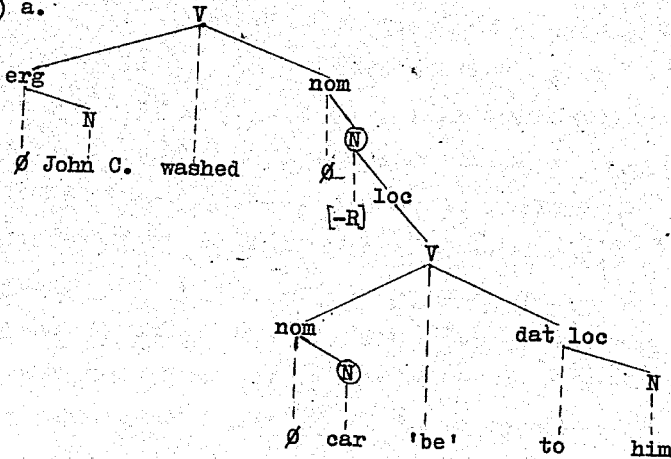 ) a.
V
erg
nom
N
N
Ø John C. washed
Ø
loc
[-R]
V
nom
dat loc
N
N
Ø car 'be' to him